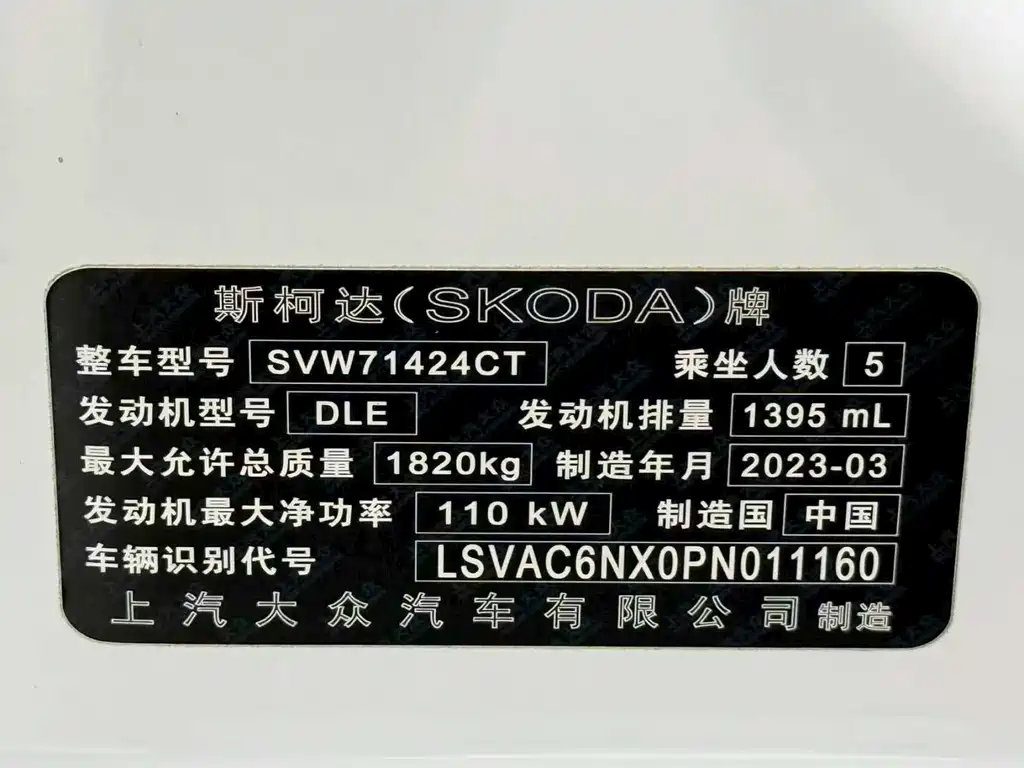 斯柯达(SKODA)牌
整车型号 SVW71424CT 乘坐人数 5
发动机型号 DLE 发动机排量 1395 mL
最大允许总质量 1820kg 制造年月 2023-03
发动机最大净功率 110 kW 制造国 中国
车辆识别代号 LSVAC6NX0PN011160
上汽大众汽车有限公司 制造